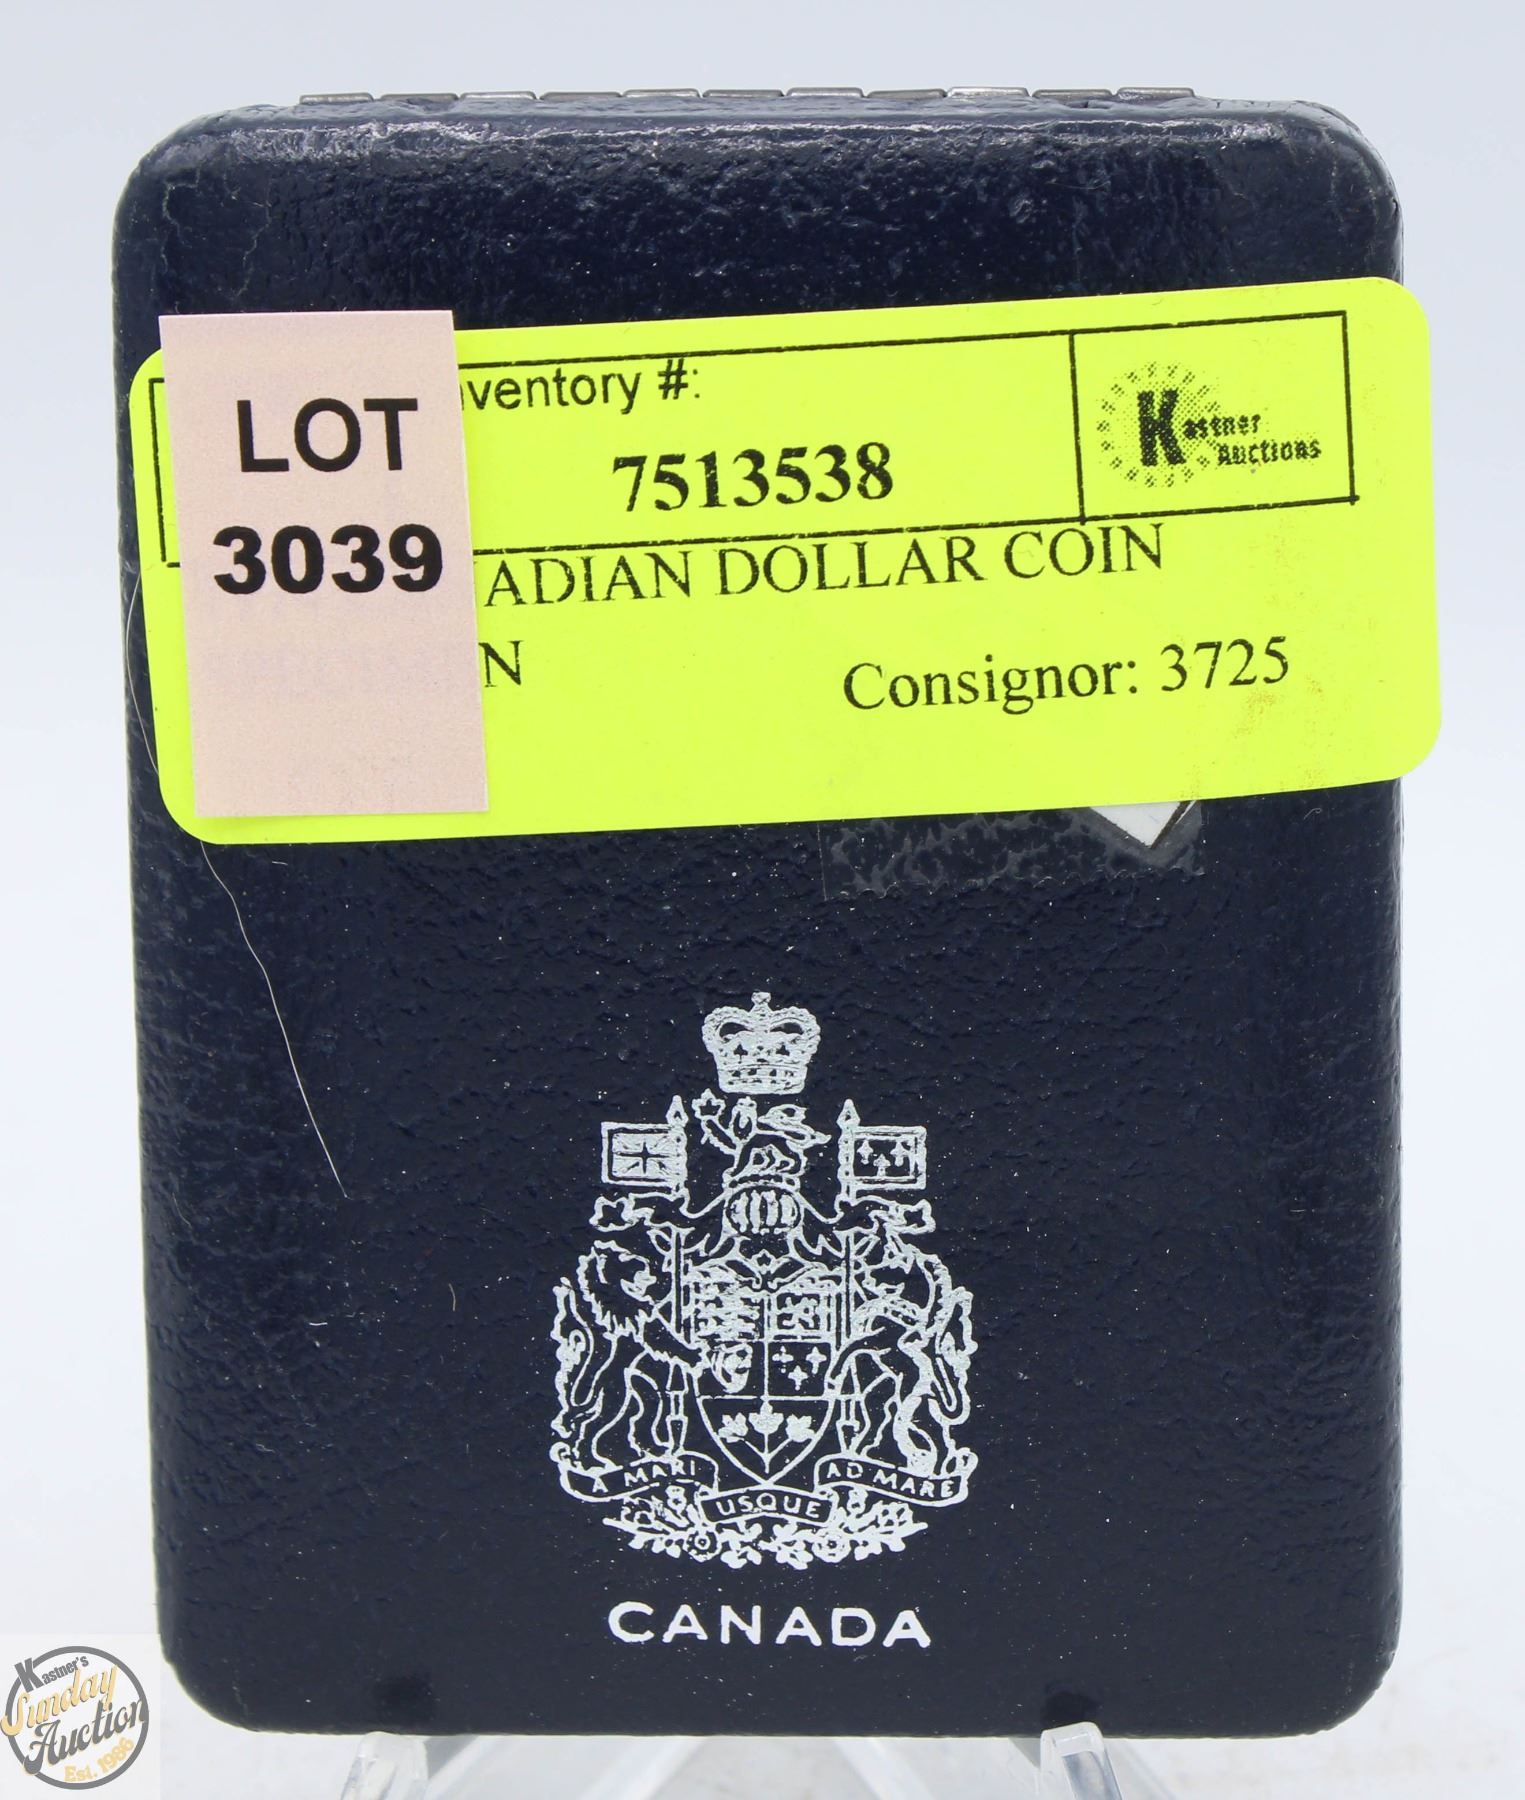 LOT
3039
nventory #:
7513538
Kastner
Auctions
ADIAN DOLLAR COIN
N
Consignor: 3725
A MARI USQUE AD MARE
CANADA
Kastner's
Sunday
Auction
Est. 1986